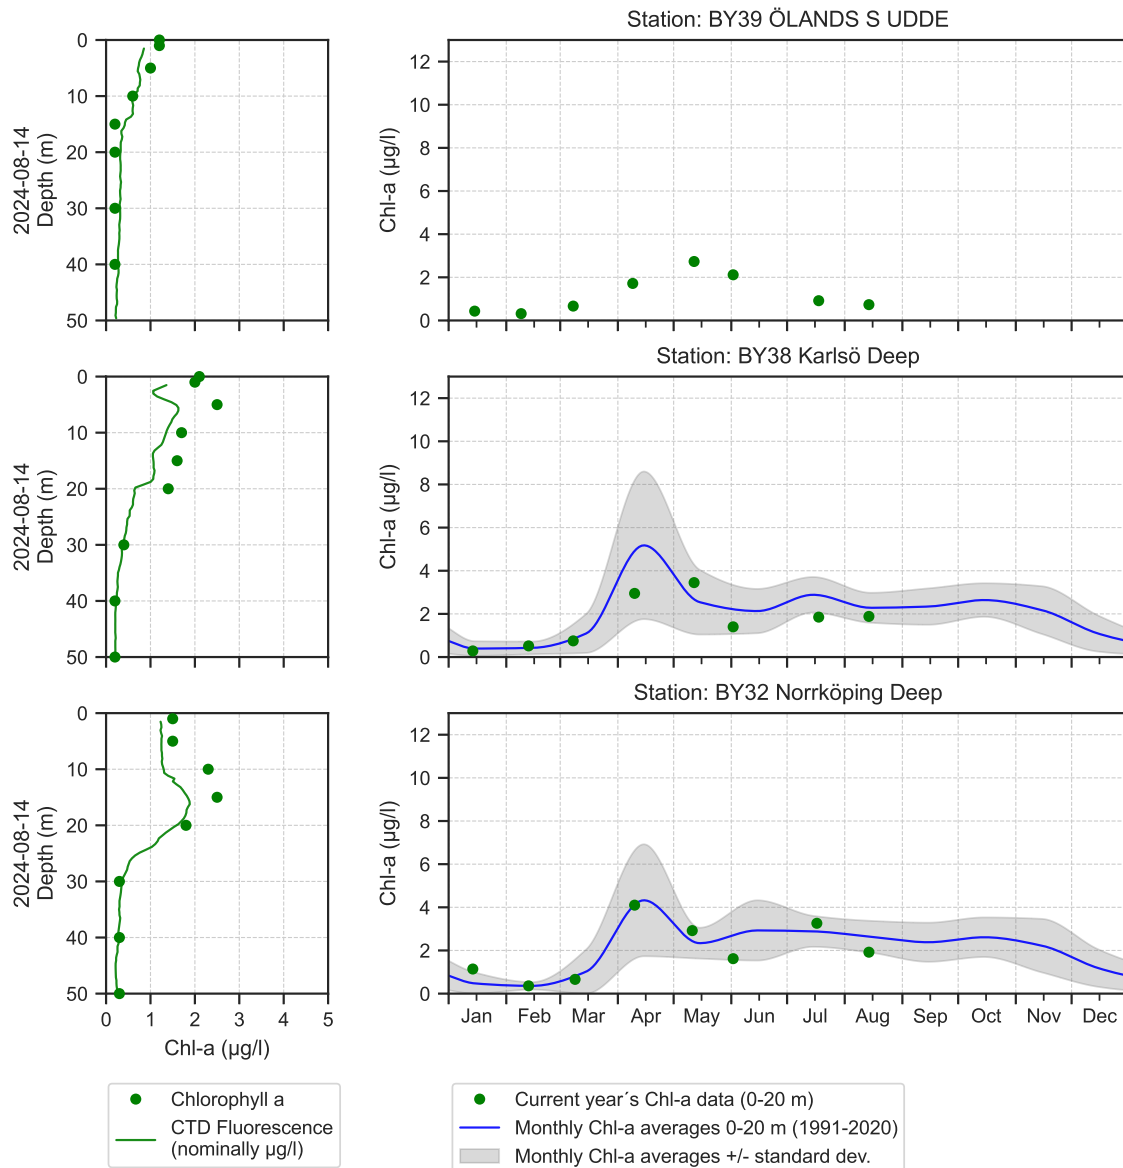 Station: BY39 ÖLANDS S UDDE
0
10
20
30
40
50
2024-08-14
Depth (m)
12
10
8
6
4
2
0
Chl-a (µg/l)
Station: BY38 Karlsö Deep
0
10
20
30
40
50
2024-08-14
Depth (m)
12
10
8
6
4
2
0
Chl-a (µg/l)
Station: BY32 Norrköping Deep
0
10
20
30
40
50
2024-08-14
Depth (m)
0 1 2 3 4 5
Chl-a (µg/l)
12
10
8
6
4
2
0
Chl-a (µg/l)
Jan Feb Mar Apr May Jun Jul Aug Sep Oct Nov Dec
Chlorophyll a
CTD Fluorescence
(nominally µg/l)
Current year´s Chl-a data (0-20 m)
Monthly Chl-a averages 0-20 m (1991-2020)
Monthly Chl-a averages +/- standard dev.